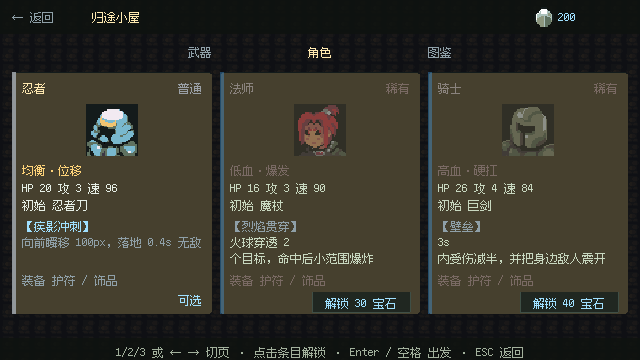 ← 返回 归途小屋 200
武器 角色 图鉴
忍者 普通
均衡·位移
HP 20 攻 3 速 96
初始 忍者刀
【疾影冲刺】
向前瞬移 100px，落地 0.4s 无敌
装备 护符 / 饰品
可选
法师 稀有
低血·爆发
HP 16 攻 3 速 90
初始 魔杖
【烈焰贯穿】
火球穿透 2
个目标，命中后小范围爆炸
装备 护符 / 饰品
解锁 30 宝石
骑士 稀有
高血·硬扛
HP 26 攻 4 速 84
初始 巨剑
【壁垒】
3s
内受伤减半，并把身边敌人震开
装备 护符 / 饰品
解锁 40 宝石
1/2/3 或 ← → 切页 · 点击条目解锁 · Enter / 空格 出发 · ESC 返回